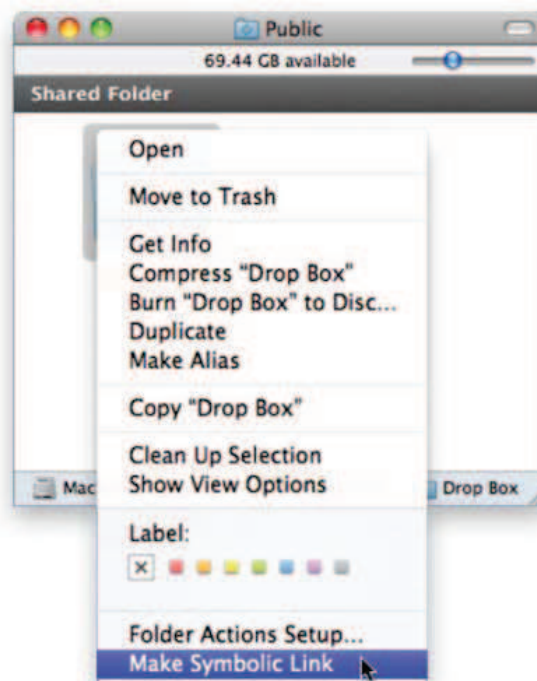 Public
69.44 GB available
Shared Folder
Open
Move to Trash
Get Info
Compress “Drop Box”
Burn “Drop Box” to Disc...
Duplicate
Make Alias
Copy “Drop Box”
Clean Up Selection
Show View Options
Mac
Drop Box
Label:
x
Folder Actions Setup...
Make Symbolic Link